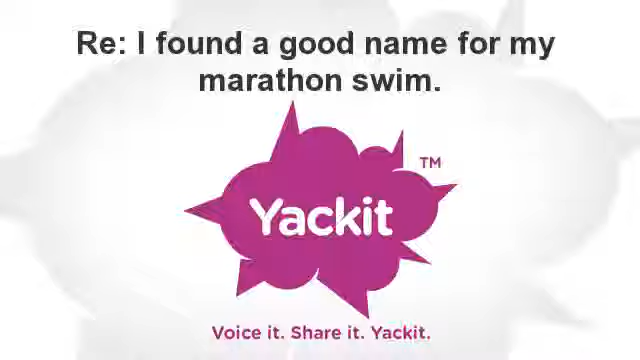 Re: I found a good name for my
marathon swim.
TM
Yackit
Voice it. Share it. Yackit.